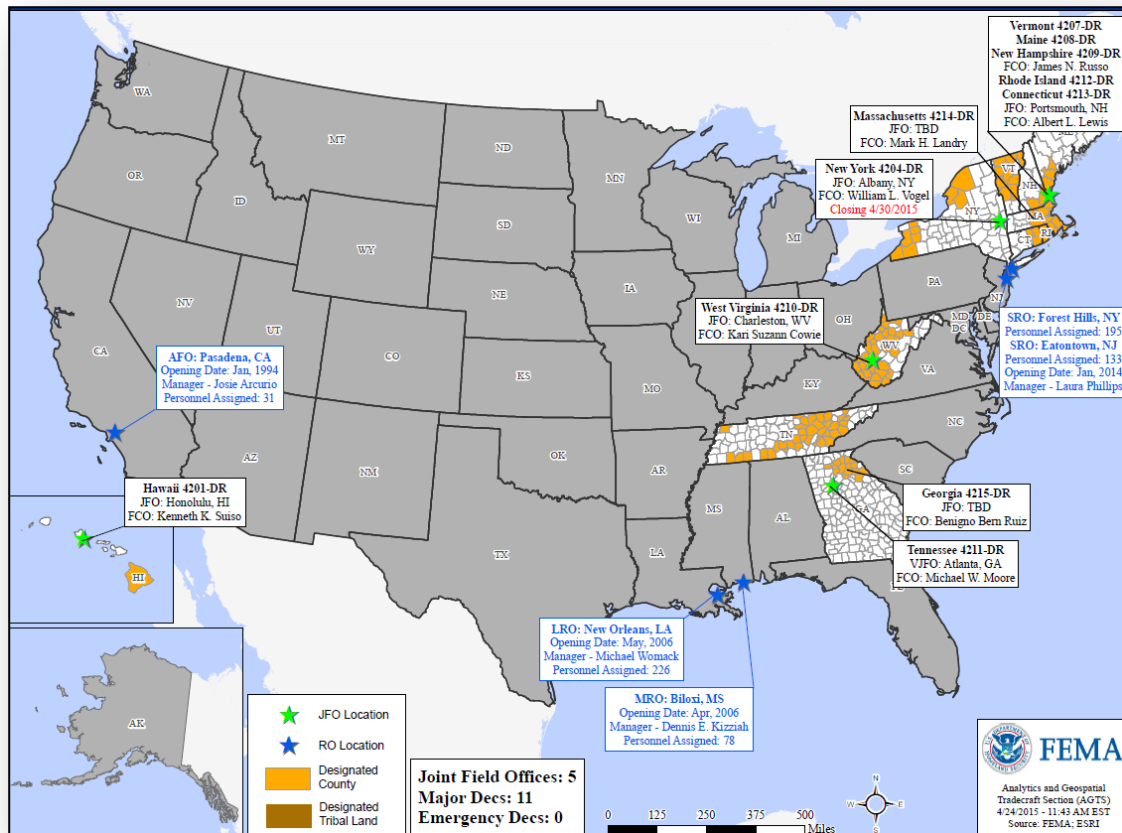 Vermont 4207-DR
Maine 4208-DR
New Hampshire 4209-DR
FCO: James N. Russo
Rhode Island 4212-DR
Connecticut 4213-DR
JFO: Portsmouth, NH
FCO: Albert L. Lewis
Massachusetts 4214-DR
JFO: TBD
FCO: Mark H. Landry
New York 4204-DR
JFO: Albany, NY
FCO: William L. Vogel
Closing 4/30/2015
WA
MT
ND
MN
OR
ID
SD
WI
MI
WY
NY
VT
NH
MA
CT
RI
IA
NE
PA
NJ
OH
MD
DE
DC
NV
UT
CO
CA
KS
MO
KY
WV
VA
West Virginia 4210-DR
JFO: Charleston, WV
FCO: Kari Suzann Cowie
SRO: Forest Hills, NY
Personnel Assigned: 195
SRO: Eatontown, NJ
Personnel Assigned: 133
Opening Date: Jan, 2014
Manager - Laura Phillips
AFO: Pasadena, CA
Opening Date: Jan, 1994
Manager - Josie Arcurio
Personnel Assigned: 31
AZ
NM
OK
AR
TN
NC
SC
MS
AL
GA
TX
LA
Hawaii 4201-DR
JFO: Honolulu, HI
FCO: Kenneth K. Suiso
HI
Georgia 4215-DR
JFO: TBD
FCO: Benigno Bern Ruiz
Tennessee 4211-DR
VJFO: Atlanta, GA
FCO: Michael W. Moore
LRO: New Orleans, LA
Opening Date: May, 2006
Manager - Michael Womack
Personnel Assigned: 226
MRO: Biloxi, MS
Opening Date: Apr, 2006
Manager - Dennis E. Kizziah
Personnel Assigned: 78
AK
JFO Location
RO Location
Designated
County
Designated
Tribal Land
Joint Field Offices: 5
Major Decs: 11
Emergency Decs: 0
N
W
E
S
0 125 250 375 500
Miles
FEMA
Analytics and Geospatial
Tradecraft Section (AGTS)
4/24/2015 - 11:43 AM EST
Source: FEMA; ESRI